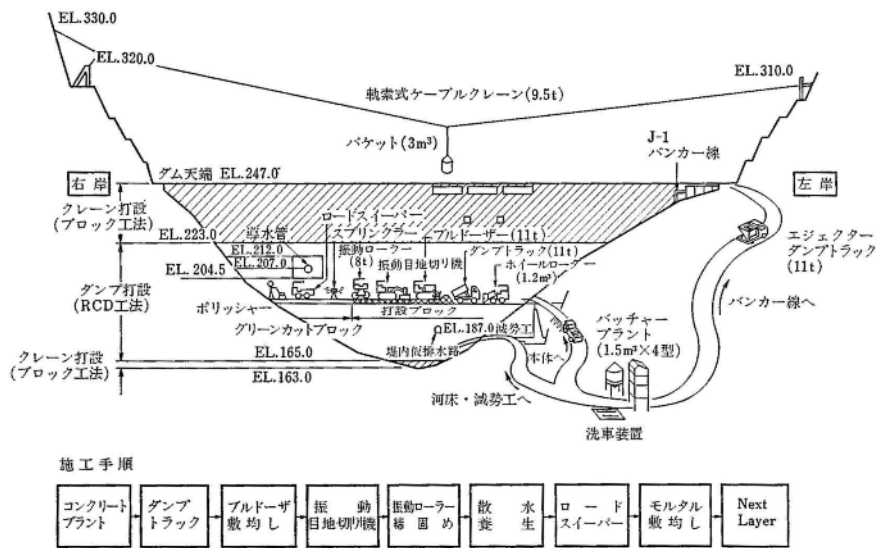 EL.330.0
EL.320.0
EL.310.0
軌索式ケーブルクレーン(9.5t)
バケット(3m³)
J-1
バンカー線
右岸
ダム天端 EL.247.0
左岸
クレーン打設
(ブロック工法)
ロードスイーパー
スプリンクラー
ブルドーザー(11t)
EL.223.0
導水管
振動ローラー
(8t)
ダンプトラック(11t)
エジェクター
ダンプトラック
(11t)
EL.212.0
EL.207.0
EL.204.5
振動目地切り機
ホイールローダー
(1.2m³)
ダンプ打設
(RCD工法)
ポリッシャー
打設ブロック
バンカー線へ
グリーンカットブロック
EL.187.0
減勢工
バッチャー
プラント
(1.5m³×4型)
堤内仮排水路
本体へ
クレーン打設
(ブロック工法)
EL.165.0
EL.163.0
河床・減勢工へ
洗車装置
施工手順
コンクリート
プラント
ダンプ
トラック
ブルドーザ
敷均し
振動
目地切り機
振動ローラー
締固め
散水
養生
ロード
スイーパー
モルタル
敷均し
Next
Layer